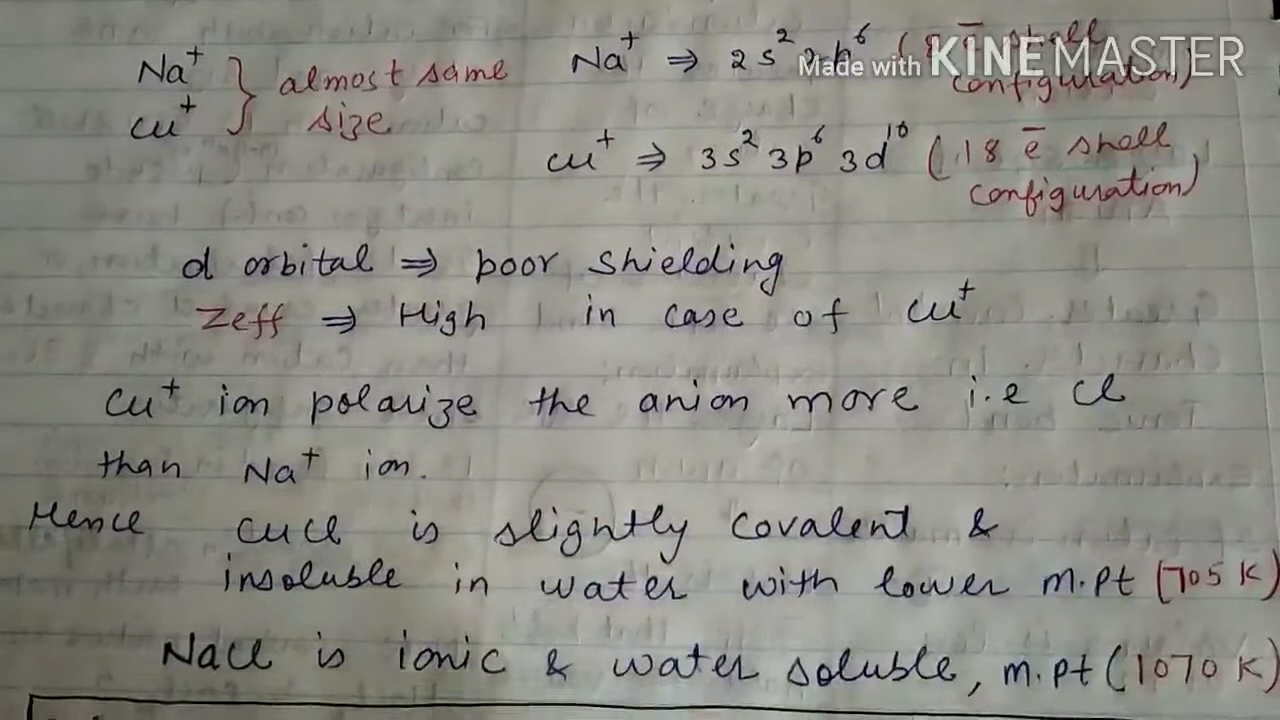 Na⁺ } almost same
Cu⁺ size
Na⁺ ⇒ 2s² 2p⁶ (8 e⁻ shell
configuration)
Made with KINEMASTER
Cu⁺ ⇒ 3s² 3p⁶ 3d¹⁰ (18 e⁻ shell
configuration)
d orbital ⇒ poor shielding
Zeff ⇒ High in case of Cu⁺
Cu⁺ ion polarize the anion more i.e Cl
than Na⁺ ion.
Hence CuCl is slightly covalent &
insoluble in water with lower m.pt (705 K)
NaCl is ionic & water soluble, m.pt (1070 K)